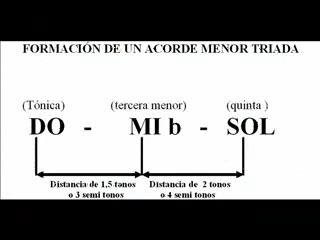 FORMACIÓN DE UN ACORDE MENOR TRIADA
(Tónica) (tercera menor) (quinta )
DO - MI b - SOL
Distancia de 1,5 tonos Distancia de 2 tonos
o 3 semi tonos o 4 semi tonos